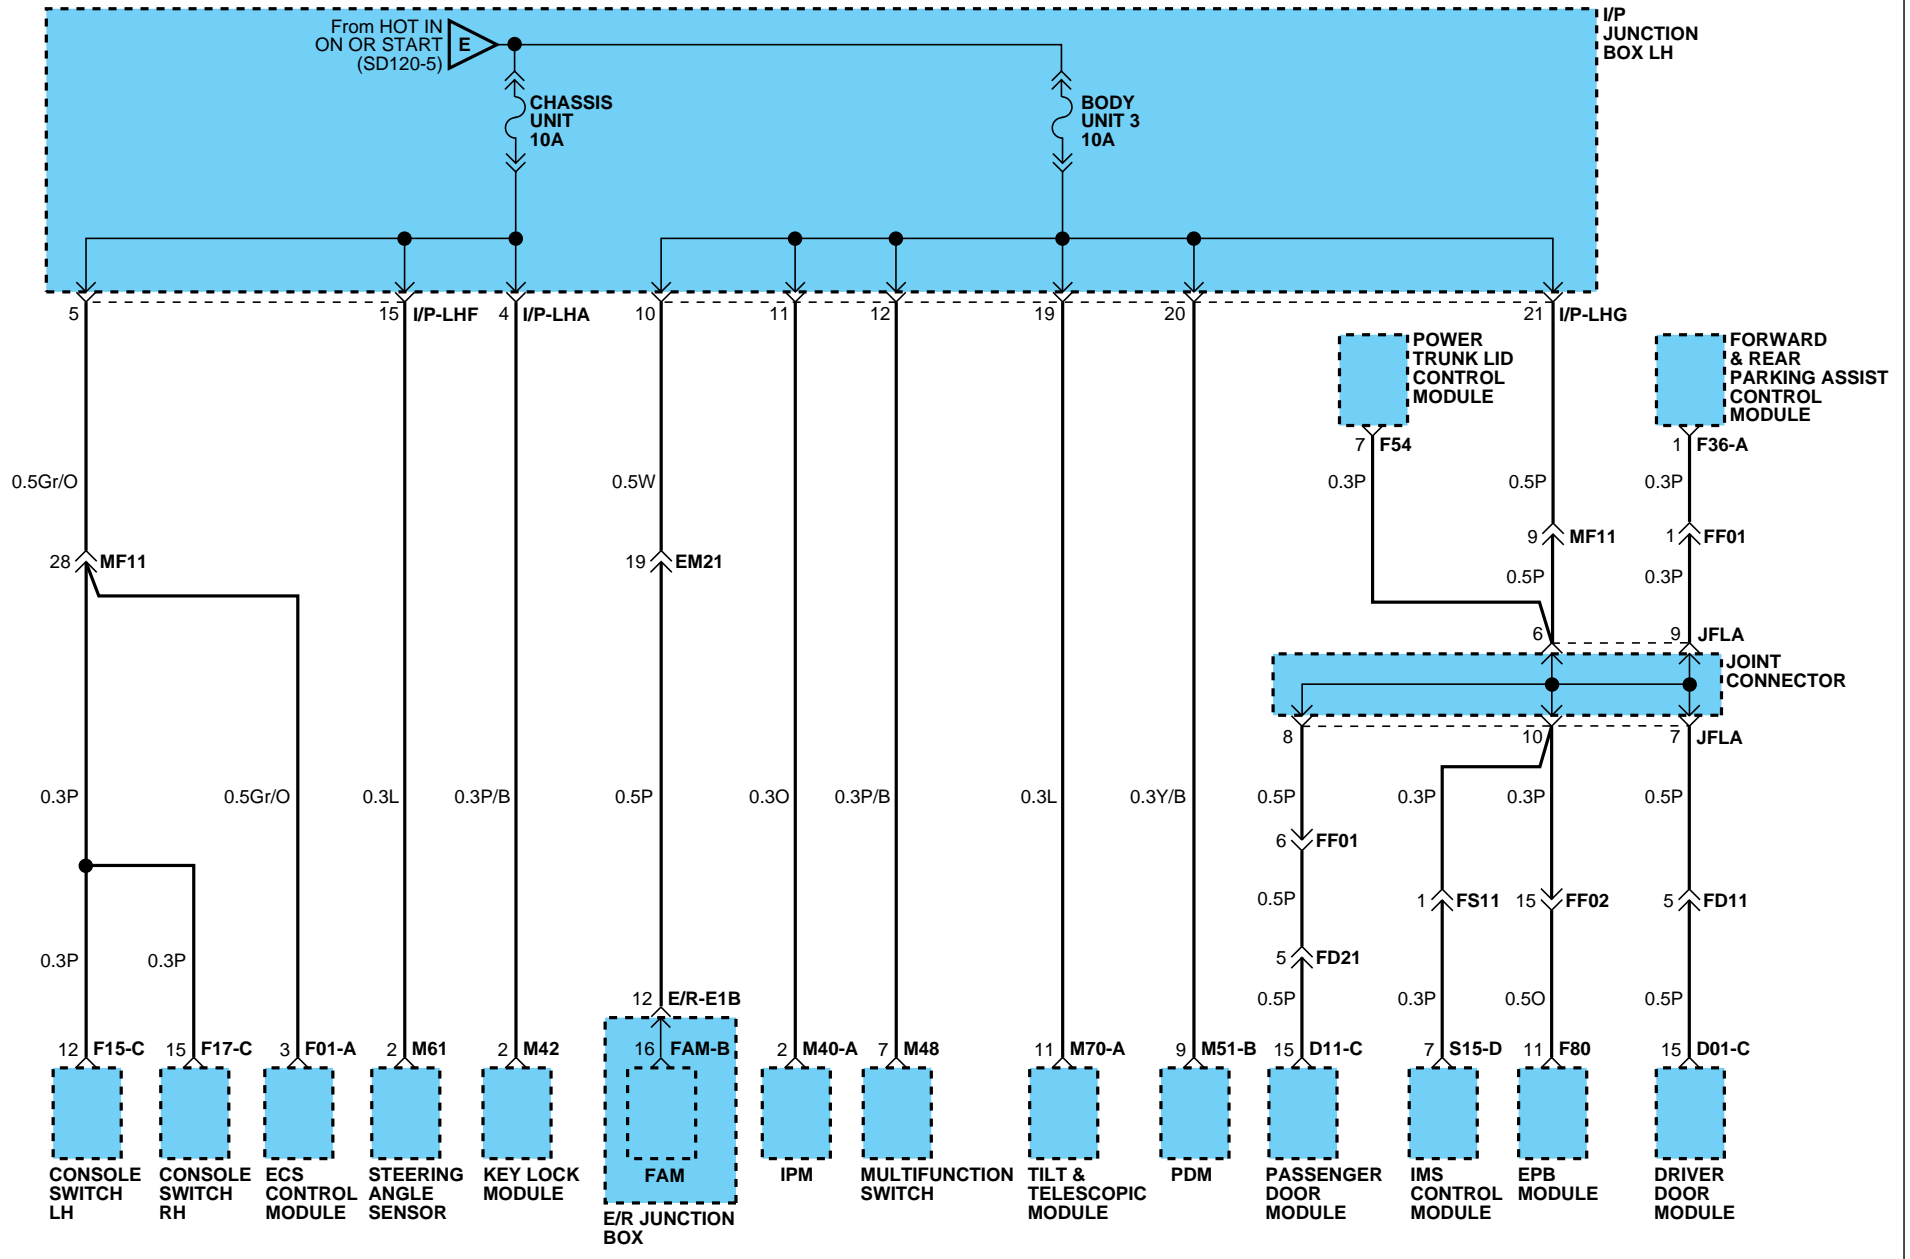 From HOT IN
ON OR START
(SD120-5)
E
I/P
JUNCTION
BOX LH
CHASSIS
UNIT
10A
BODY
UNIT 3
10A
5
15 I/P-LHF
4 I/P-LHA
10
11
12
19
20
21 I/P-LHG
POWER
TRUNK LID
CONTROL
MODULE
FORWARD
& REAR
PARKING ASSIST
CONTROL
MODULE
7 F54
1 F36-A
0.5Gr/O
0.5W
0.3P
0.5P
0.3P
28 MF11
19 EM21
9 MF11
1 FF01
0.5P
0.3P
6
9 JFLA
JOINT
CONNECTOR
8
10
7 JFLA
0.3P
0.5Gr/O
0.3L
0.3P/B
0.5P
0.3O
0.3P/B
0.3L
0.3Y/B
0.5P
0.3P
0.3P
0.5P
6 FF01
0.5P
1 FS11
15 FF02
5 FD11
0.3P
0.3P
5 FD21
0.5P
0.3P
0.5O
0.5P
12 E/R-E1B
12 F15-C
15 F17-C
3 F01-A
2 M61
2 M42
16 FAM-B
2 M40-A
7 M48
11 M70-A
9 M51-B
15 D11-C
7 S15-D
11 F80
15 D01-C
CONSOLE
SWITCH
LH
CONSOLE
SWITCH
RH
ECS
CONTROL
MODULE
STEERING
ANGLE
SENSOR
KEY LOCK
MODULE
FAM
E/R JUNCTION
BOX
IPM
MULTIFUNCTION
SWITCH
TILT &
TELESCOPIC
MODULE
PDM
PASSENGER
DOOR
MODULE
IMS
CONTROL
MODULE
EPB
MODULE
DRIVER
DOOR
MODULE